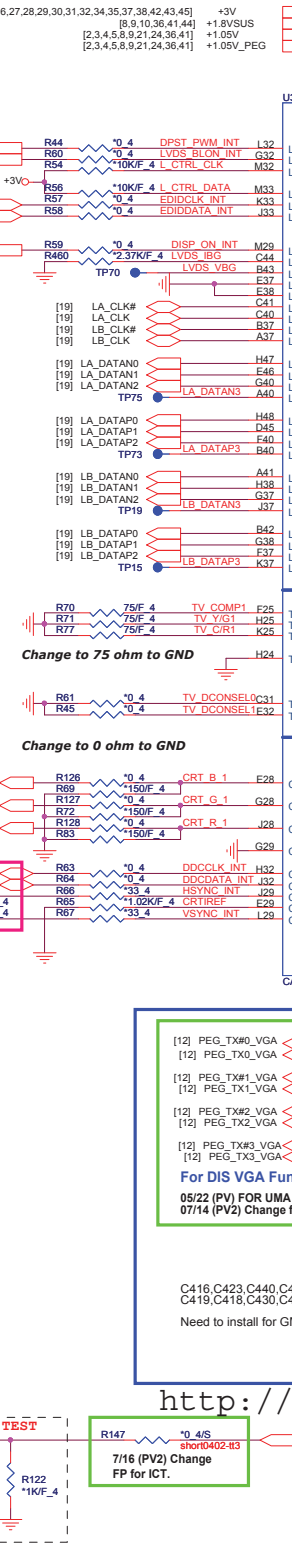 6,27,28,29,30,31,32,34,35,37,38,42,43,45] +3V
[8,9,10,36,41,44] +1.8VSUS
[2,3,4,5,8,9,21,24,36,41] +1.05V
[2,3,4,5,8,9,21,24,36,41] +1.05V_PEG
R44 *0_4 DPST_PWM_INT L32
R60 *0_4 LVDS_BLON_INT G32
R54 *10K/F_4 L_CTRL_CLK M32
+3V
R56 *10K/F_4 L_CTRL_DATA M33
R57 *0_4 EDIDCLK_INT K33
R58 *0_4 EDIDDATA_INT J33
R59 *0_4 DISP_ON_INT M29
R460 *2.37K/F_4 LVDS_IBG C44
TP70 LVDS_VBG B43
E37
E38
[19] LA_CLK# C41
[19] LA_CLK C40
[19] LB_CLK# B37
[19] LB_CLK A37
[19] LA_DATAN0 H47
[19] LA_DATAN1 E46
[19] LA_DATAN2 G40
TP75 LA_DATAN3 A40
[19] LA_DATAP0 H48
[19] LA_DATAP1 D45
[19] LA_DATAP2 F40
TP73 LA_DATAP3 B40
[19] LB_DATAN0 A41
[19] LB_DATAN1 H38
[19] LB_DATAN2 G37
TP19 LB_DATAN3 J37
[19] LB_DATAP0 B42
[19] LB_DATAP1 G38
[19] LB_DATAP2 F37
TP15 LB_DATAP3 K37
R70 75/F_4 TV_COMP1 F25
R71 75/F_4 TV_Y/G1 H25
R77 75/F_4 TV_C/R1 K25
Change to 75 ohm to GND H24
R61 *0_4 TV_DCONSEL0 C31
R45 *0_4 TV_DCONSEL1 E32
Change to 0 ohm to GND
R126 *0_4 CRT_B_1 E28
R69 *150/F_4
R127 *0_4 CRT_G_1 G28
R72 *150/F_4
R128 *0_4 CRT_R_1 J28
R83 *150/F_4
G29
R63 *0_4 DDCCLK_INT H32
R64 *0_4 DDCDATA_INT J32
R66 *33_4 HSYNC_INT J29
R65 *1.02K/F_4 CRTIREF E29
R67 *33_4 VSYNC_INT L29
[12] PEG_TX#0_VGA
[12] PEG_TX0_VGA
[12] PEG_TX#1_VGA
[12] PEG_TX1_VGA
[12] PEG_TX#2_VGA
[12] PEG_TX2_VGA
[12] PEG_TX#3_VGA
[12] PEG_TX3_VGA
For DIS VGA Fun
05/22 (PV) FOR UMA
07/14 (PV2) Change f
C416,C423,C440,C4
C419,C418,C430,C4
Need to install for GM
http://
TEST
R147 *0_4/S
short0402-tt3
7/16 (PV2) Change
FP for ICT.
R122
*1K/F_4